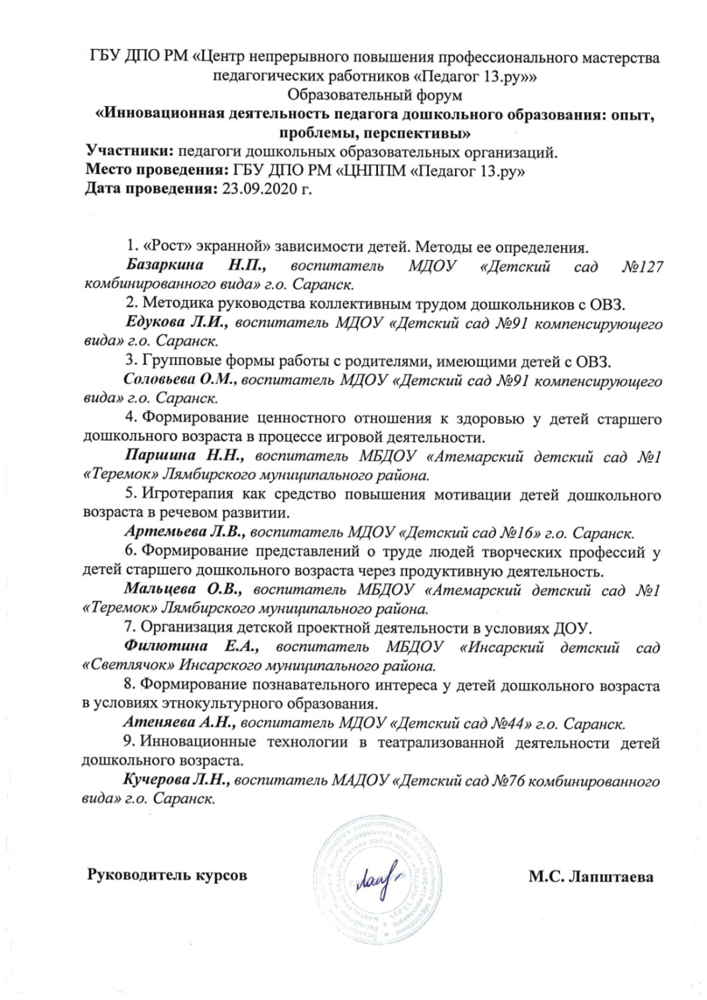 ГБУ ДПО РМ «Центр непрерывного повышения профессионального мастерства
педагогических работников «Педагог 13.ру»»
Образовательный форум
«Инновационная деятельность педагога дошкольного образования: опыт,
проблемы, перспективы»
Участники: педагоги дошкольных образовательных организаций.
Место проведения: ГБУ ДПО РМ «ЦНППМ «Педагог 13.ру»
Дата проведения: 23.09.2020 г.
1. «Рост» экранной» зависимости детей. Методы ее определения.
Базаркина Н.П., воспитатель МДОУ «Детский сад №127
комбинированного вида» г.о. Саранск.
2. Методика руководства коллективным трудом дошкольников с ОВЗ.
Едукова Л.И., воспитатель МДОУ «Детский сад №91 компенсирующего
вида» г.о. Саранск.
3. Групповые формы работы с родителями, имеющими детей с ОВЗ.
Соловьева О.М., воспитатель МДОУ «Детский сад №91 компенсирующего
вида» г.о. Саранск.
4. Формирование ценностного отношения к здоровью у детей старшего
дошкольного возраста в процессе игровой деятельности.
Паршина Н.Н., воспитатель МБДОУ «Атемарский детский сад №1
«Теремок» Лямбирского муниципального района.
5. Игротерапия как средство повышения мотивации детей дошкольного
возраста в речевом развитии.
Артемьева Л.В., воспитатель МДОУ «Детский сад №16» г.о. Саранск.
6. Формирование представлений о труде людей творческих профессий у
детей старшего дошкольного возраста через продуктивную деятельность.
Мальцева О.В., воспитатель МБДОУ «Атемарский детский сад №1
«Теремок» Лямбирского муниципального района.
7. Организация детской проектной деятельности в условиях ДОУ.
Филютина Е.А., воспитатель МБДОУ «Инсарский детский сад
«Светлячок» Инсарского муниципального района.
8. Формирование познавательного интереса у детей дошкольного возраста
в условиях этнокультурного образования.
Атеняева А.Н., воспитатель МДОУ «Детский сад №44» г.о. Саранск.
9. Инновационные технологии в театрализованной деятельности детей
дошкольного возраста.
Кучерова Л.Н., воспитатель МАДОУ «Детский сад №76 комбинированного
вида» г.о. Саранск.
Руководитель курсов
М.С. Лапштаева